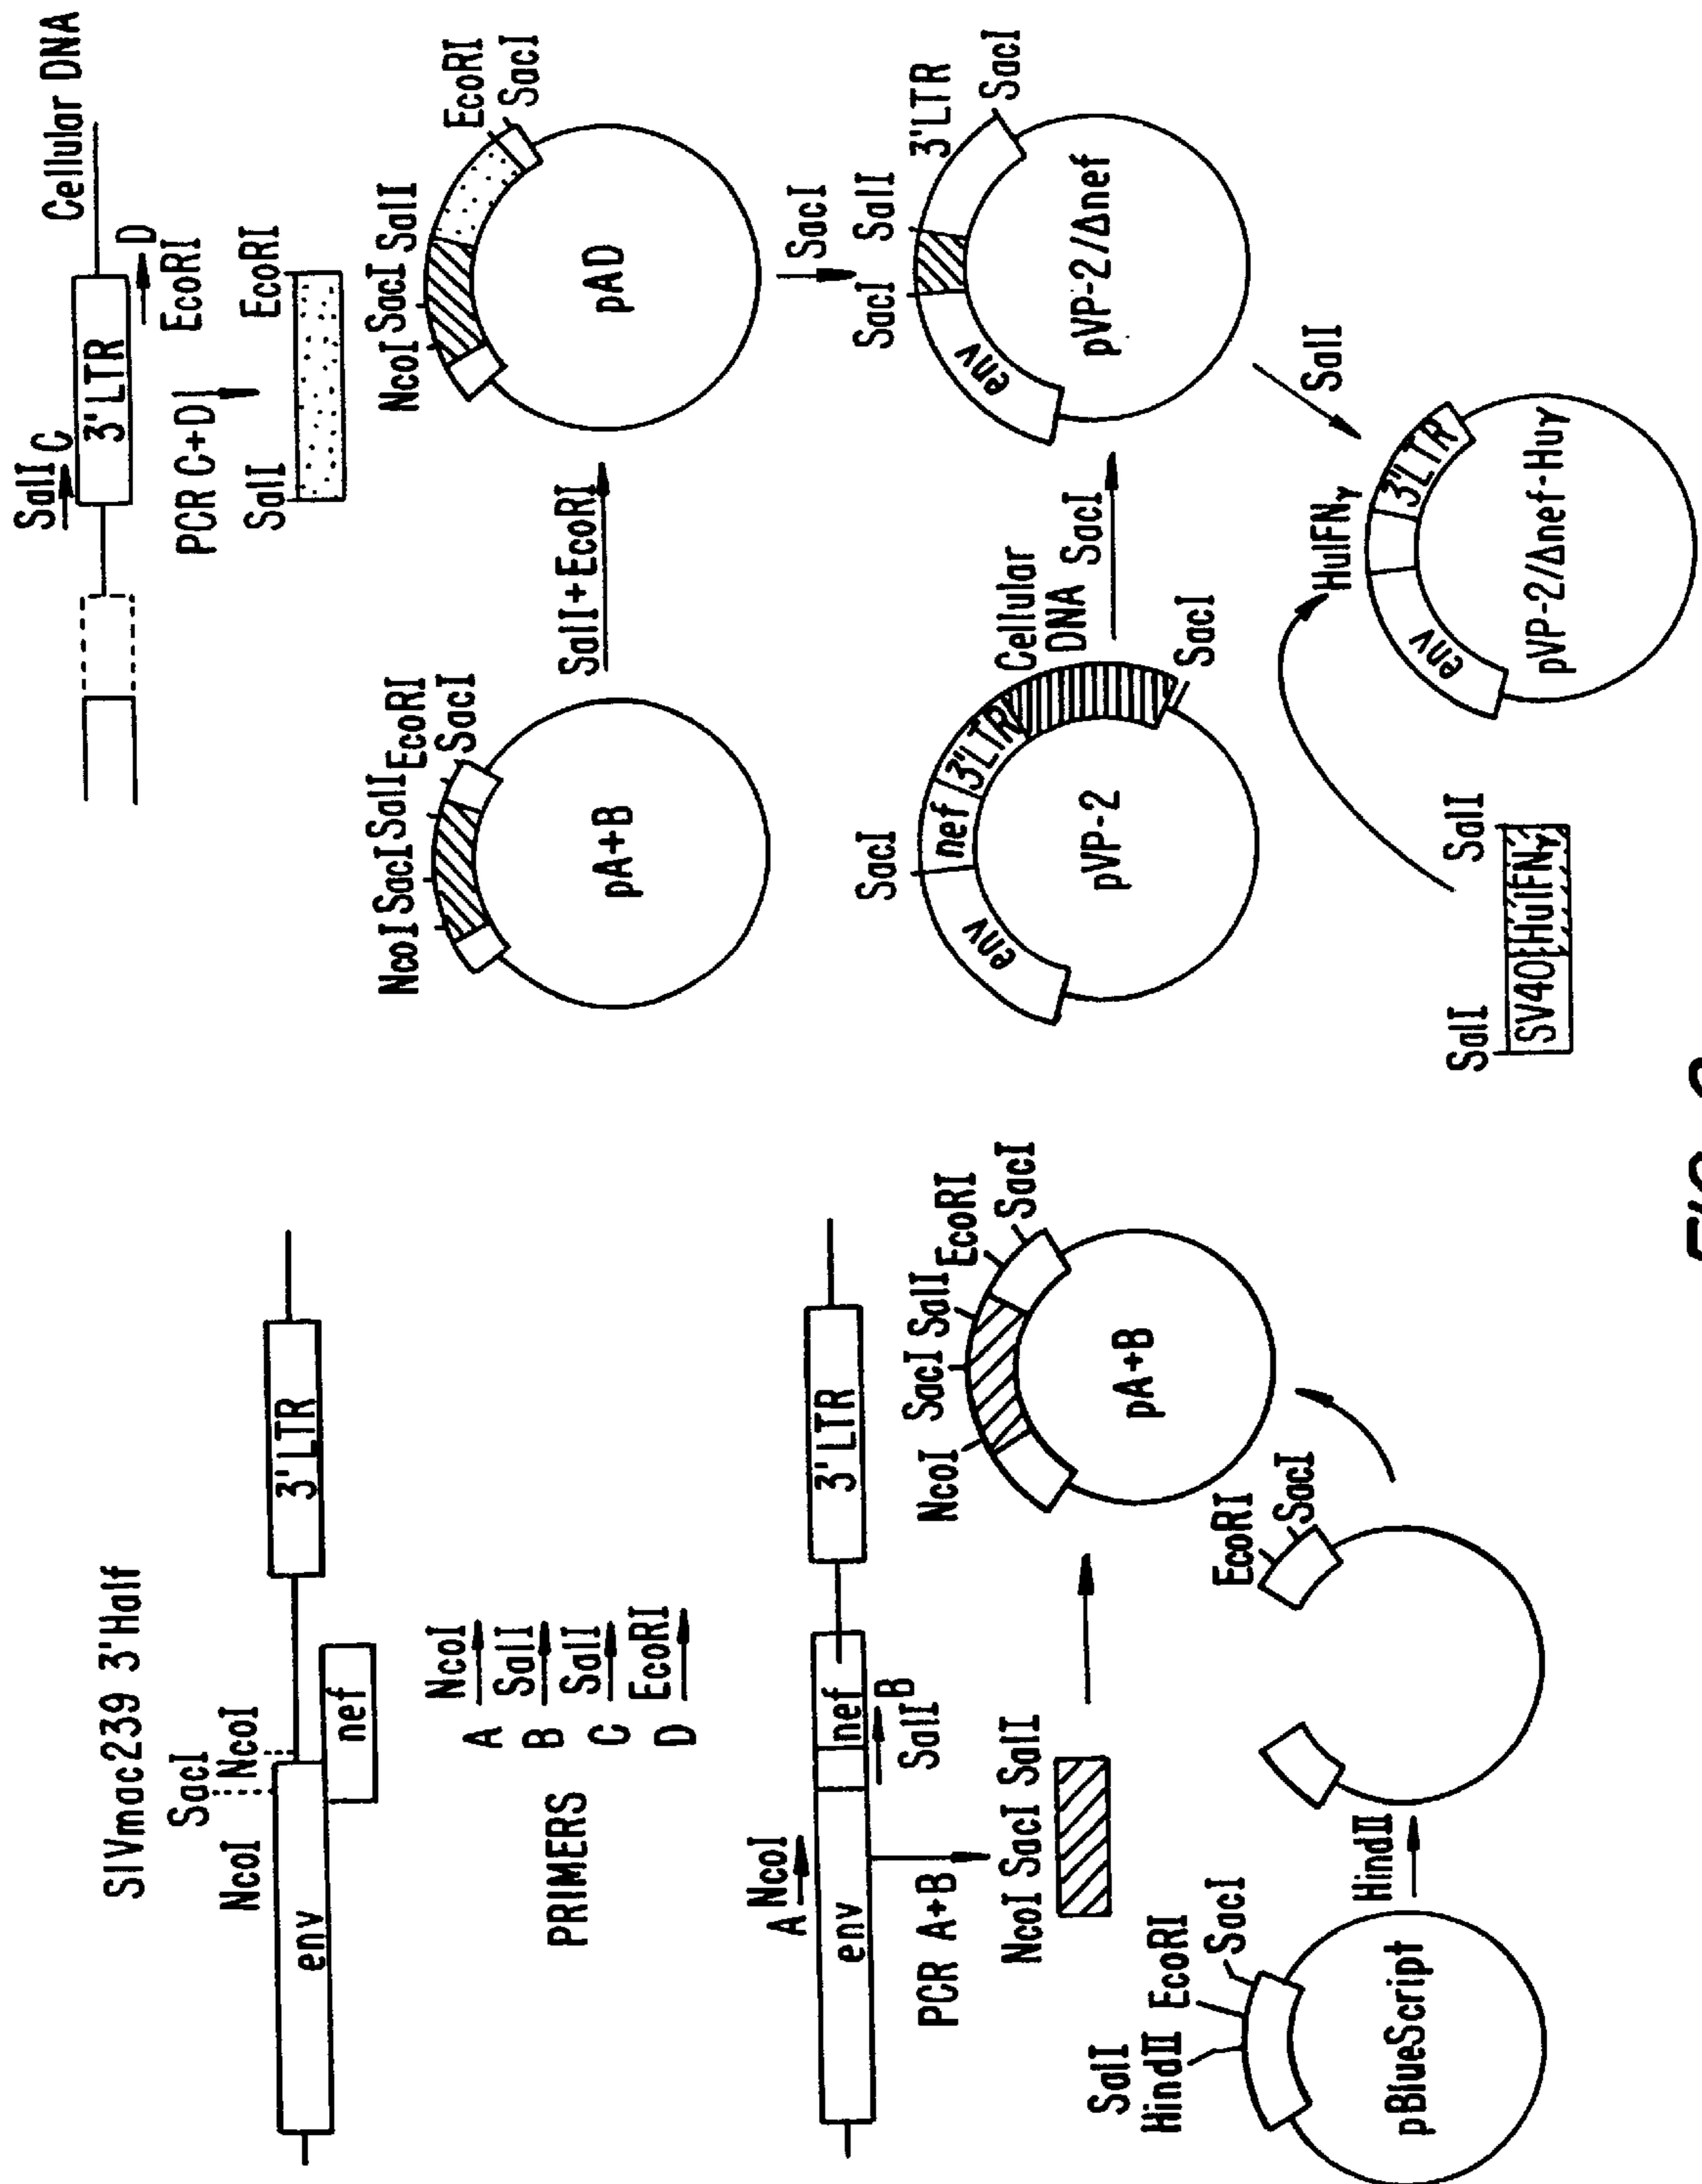 SIVmac239 3'Half
SacI
NcoI
NcoI
env
nef
3'LTR
PRIMERS
A NcoI
B SalI
C SalI
D EcoRI
A NcoI
env
nef
3'LTR
SalI B
PCR A+B
NcoI SacI SalI
SalI
HindII
EcoRI
SacI
pBlueScript
HindII
EcoRI
SacI
NcoI
SacI
SalI
EcoRI
SacI
pA+B
SalI C
3'LTR
Cellular DNA
D
EcoRI
PCR C+D
SalI
EcoRI
NcoI
SacI
SalI
EcoRI
SacI
pA+B
SalI+EcoRI
NcoI
SacI
SalI
EcoRI
SacI
pAD
SacI
SacI
env
nef
3'LTR
Cellular
DNA
SacI
pVP-2
SacI
SacI
SalI
3'LTR
SacI
env
pVP-2/Δnef
SalI
SalI
SalI
SV40
HuIFNγ
HuIFNγ
env
3'LTR
pVP-2/Δnef-Huγ